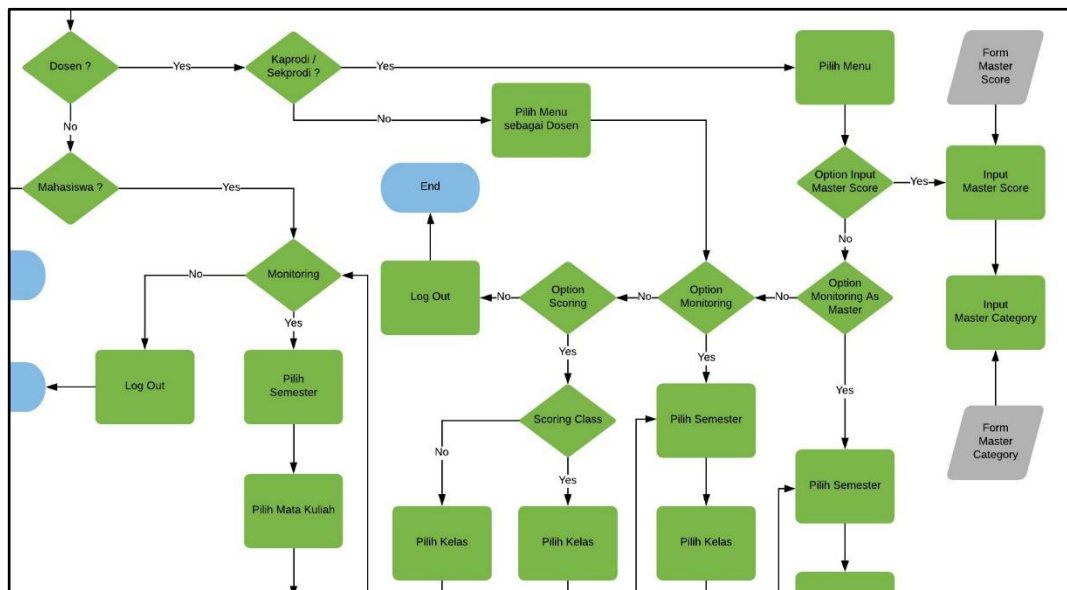 Dosen ?
Yes
Kaprodi /
Sekprodi ?
Yes
Pilih Menu
Form
Master
Score
No
No
Pilih Menu
sebagai Dosen
Mahasiswa ?
Yes
End
Option Input
Master Score
Yes
Input
Master Score
No
Monitoring
No
Log Out
No
Option
Scoring
No
Option
Monitoring
No
Option
Monitoring As
Master
Input
Master Category
Yes
Yes
Yes
Yes
Log Out
Pilih
Semester
Scoring Class
Pilih Semester
Form
Master
Category
No
Yes
Pilih Semester
Pilih Mata Kuliah
Pilih Kelas
Pilih Kelas
Pilih Kelas